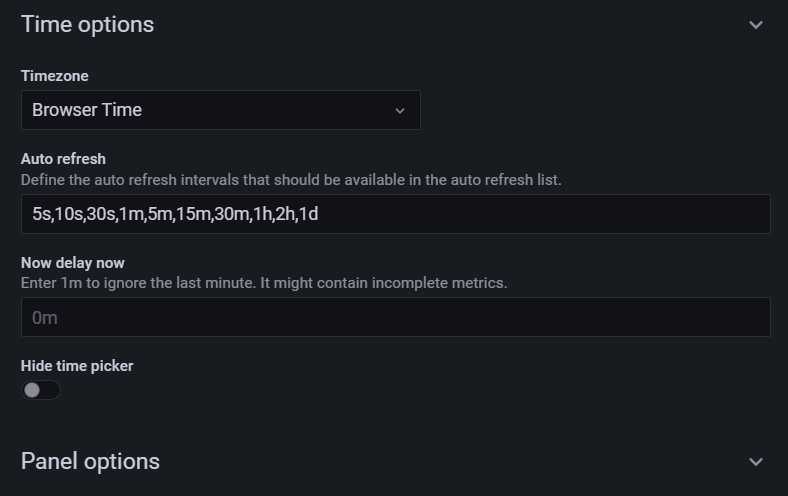 Time options
Timezone
Browser Time
Auto refresh
Define the auto refresh intervals that should be available in the auto refresh list.
5s,10s,30s,1m,5m,15m,30m,1h,2h,1d
Now delay now
Enter 1m to ignore the last minute. It might contain incomplete metrics.
0m
Hide time picker
Panel options